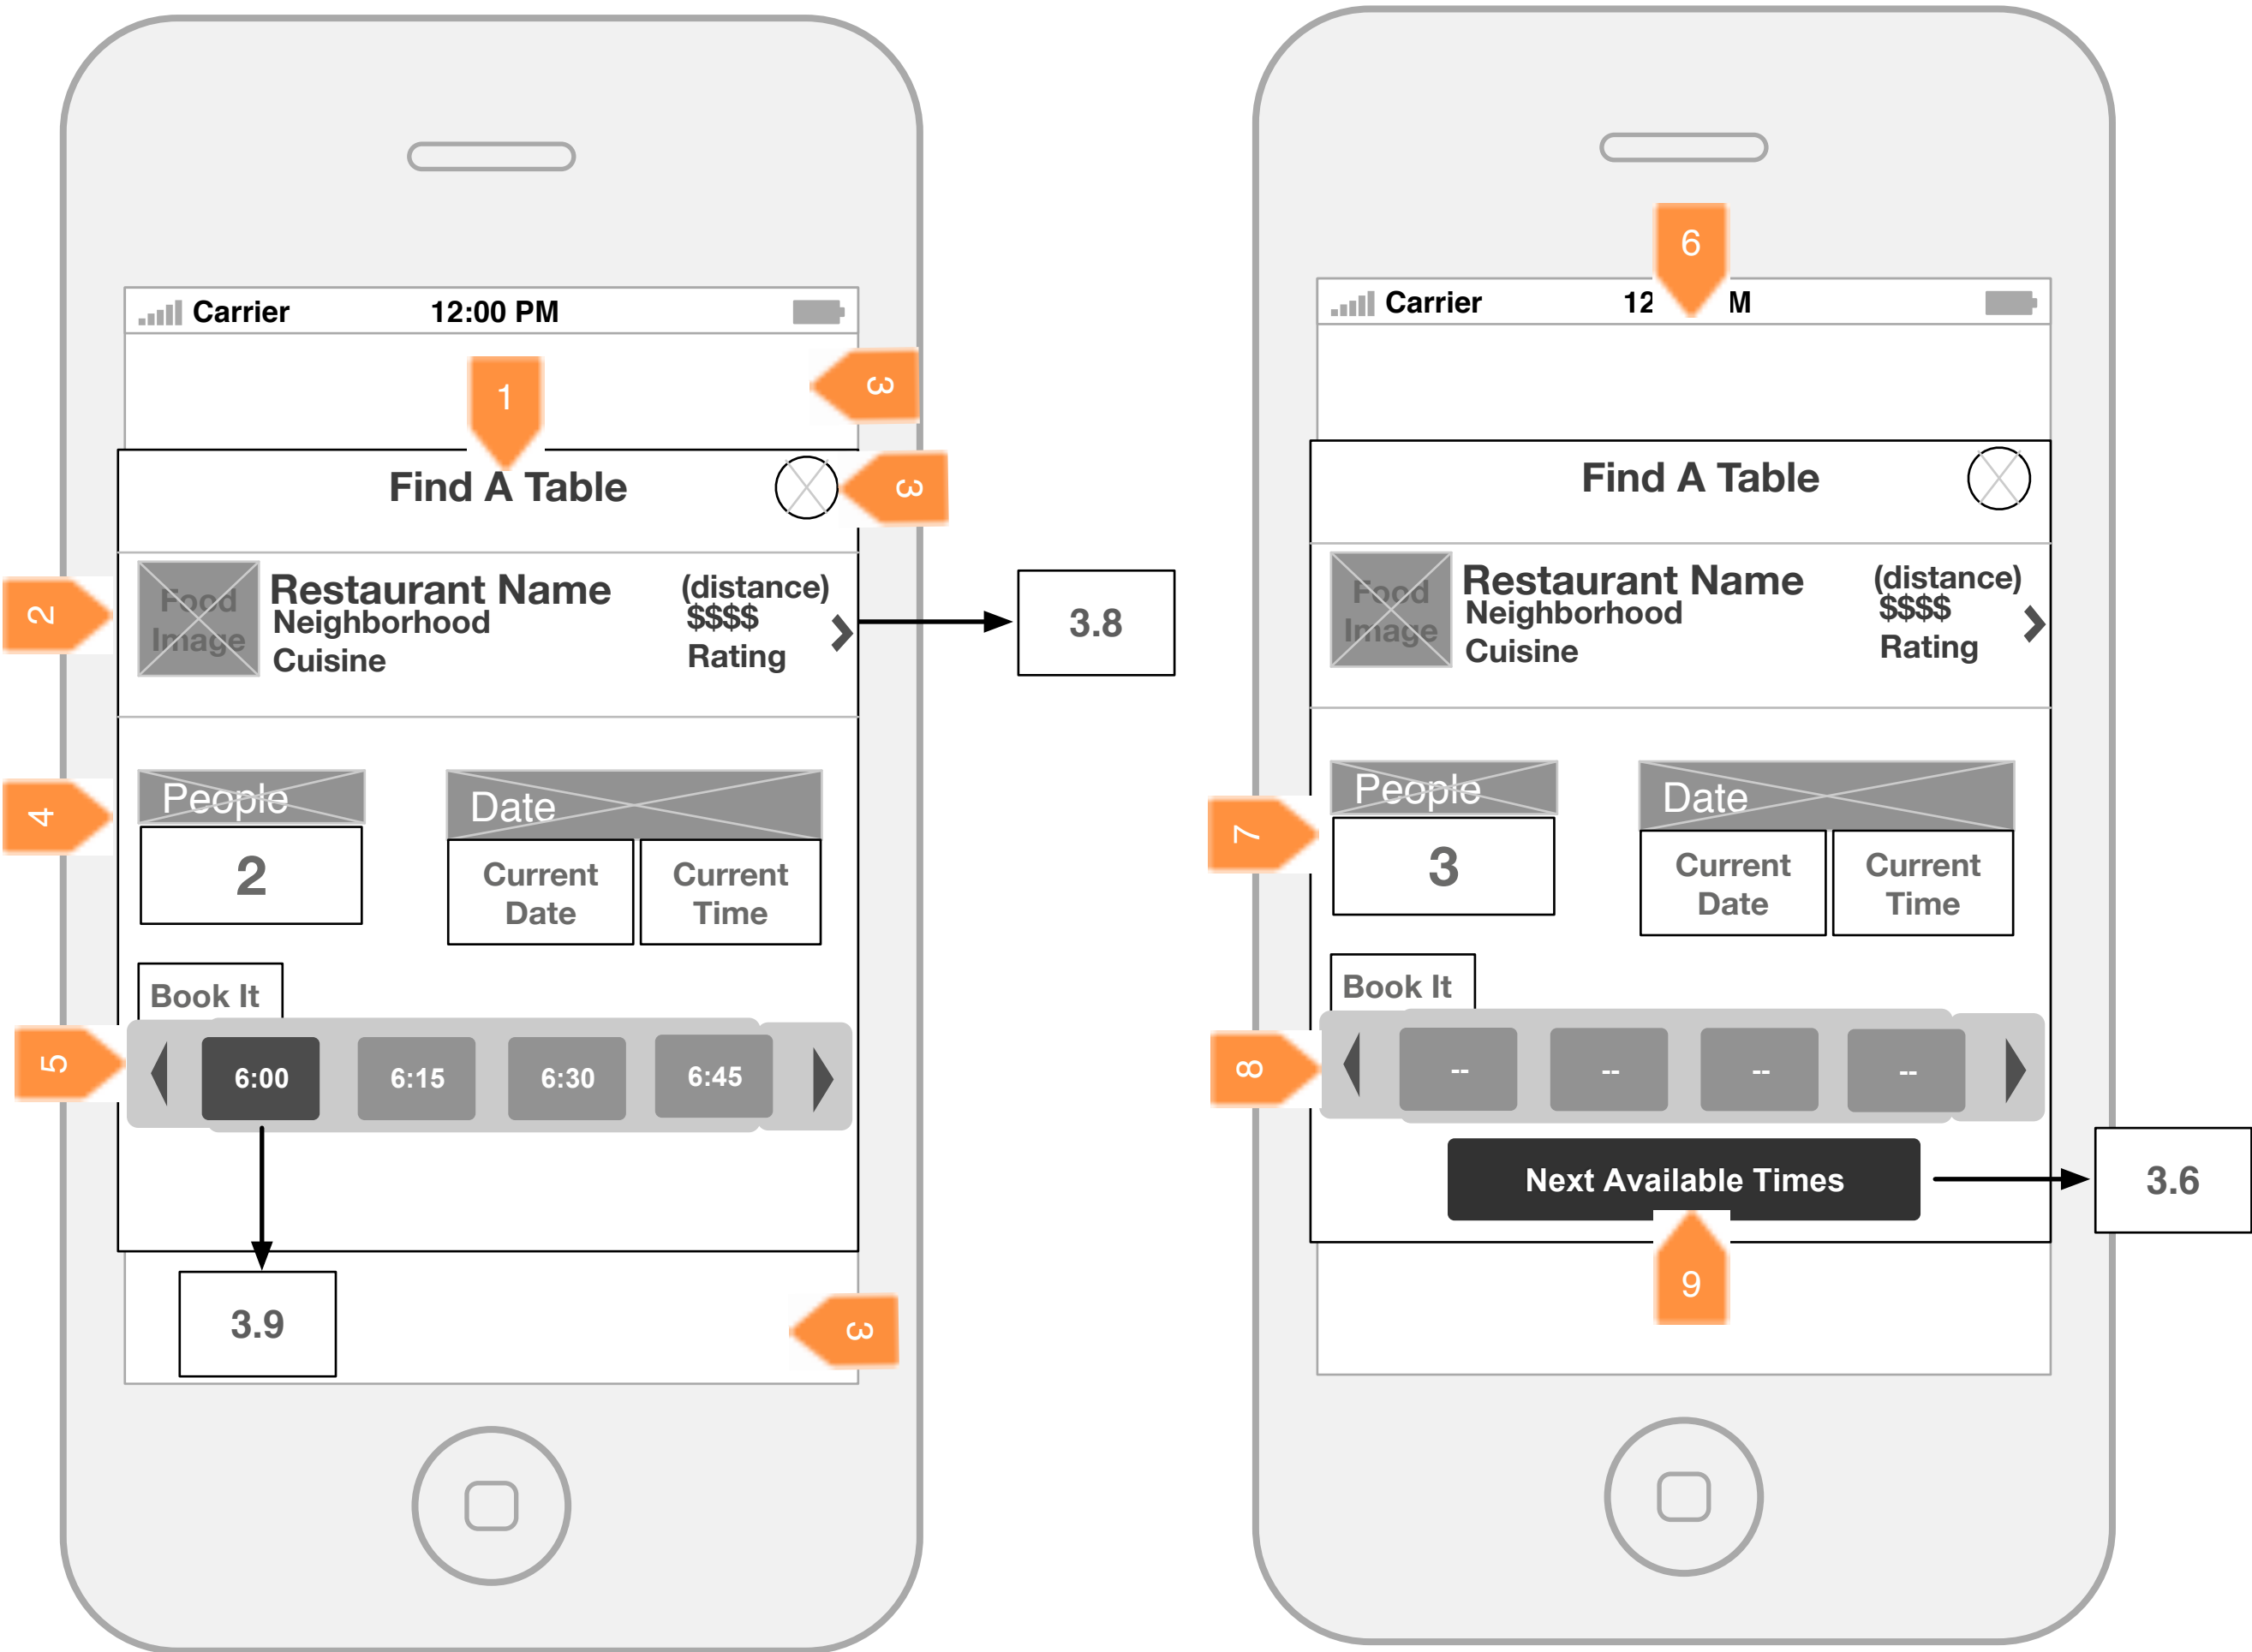 Carrier 12:00 PM
3
1
Find A Table
3
2
Food
Image
Restaurant Name
Neighborhood
Cuisine
(distance)
$$$$
Rating
3.8
4
People
2
Date
Current
Date
Current
Time
Book It
5
6:00 6:15 6:30 6:45
3.9
3
6
Carrier 12 M
Find A Table
Food
Image
Restaurant Name
Neighborhood
Cuisine
(distance)
$$$$
Rating
7
People
3
Date
Current
Date
Current
Time
Book It
8
-- -- -- --
Next Available Times
3.6
9